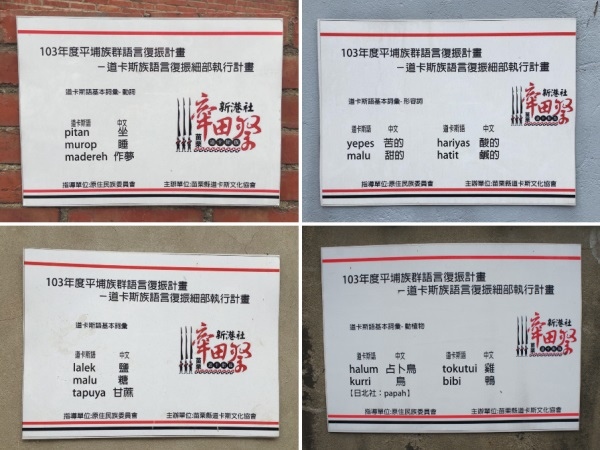 103年度平埔族群語言復振計畫
－道卡斯族語言復振細部執行計畫
道卡斯語基本詞彙-動詞
道卡斯語 中文
pitan 坐
murop 睡
madereh 作夢
新港社
苗栗
牽田祭
指導單位:原住民族委員會 主辦單位:苗栗縣道卡斯文化協會
103年度平埔族群語言復振計畫
－道卡斯族語言復振細部執行計畫
道卡斯語基本詞彙-形容詞
道卡斯語 中文 道卡斯語 中文
yepes 苦的 hariyas 酸的
malu 甜的 hatit 鹹的
新港社
苗栗
牽田祭
指導單位:原住民族委員會 主辦單位:苗栗縣道卡斯文化協會
103年度平埔族群語言復振計畫
－道卡斯族語言復振細部執行計畫
道卡斯語基本詞彙
道卡斯語 中文
lalek 鹽
malu 糖
tapuya 甘蔗
新港社
苗栗
牽田祭
指導單位:原住民族委員會 主辦單位:苗栗縣道卡斯文化協會
103年度平埔族群語言復振計畫
－道卡斯族語言復振細部執行計畫
道卡斯語基本詞彙-動植物
道卡斯語 中文 道卡斯語 中文
halum 占卜鳥 tokutui 雞
kurri 鳥 bibi 鴨
【日北社：papah】
新港社
苗栗
牽田祭
指導單位:原住民族委員會 主辦單位:苗栗縣道卡斯文化協會